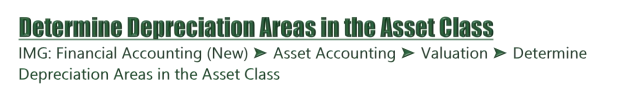 Determine Depreciation Areas in the Asset Class
IMG: Financial Accounting (New) ➤ Asset Accounting ➤ Valuation ➤ Determine
Depreciation Areas in the Asset Class